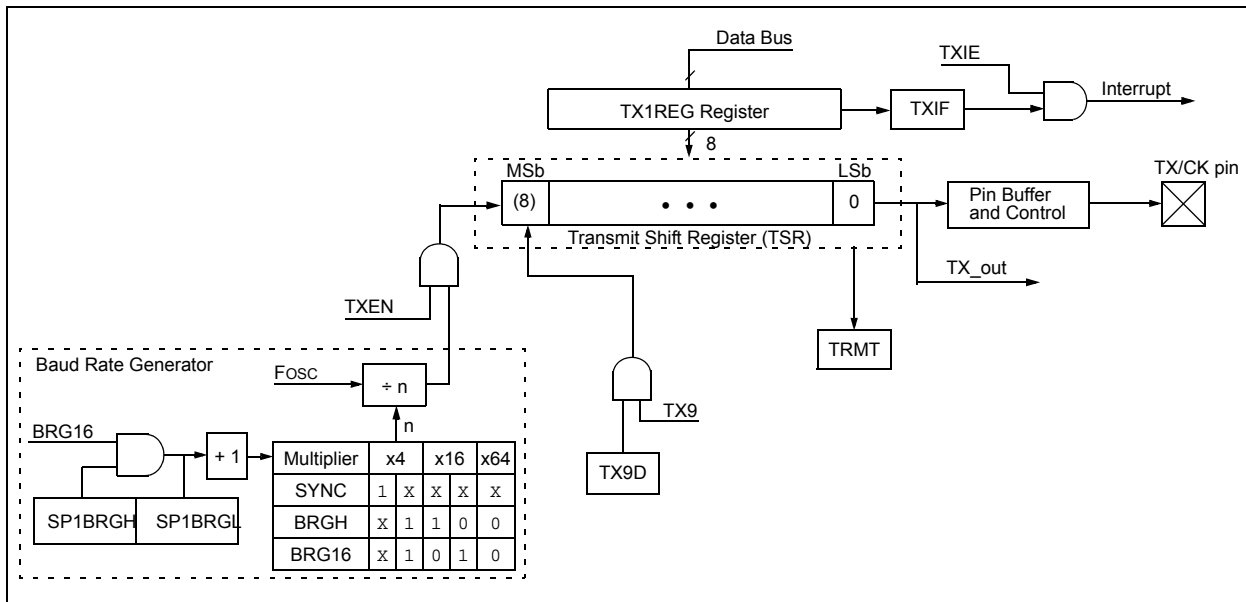 Data Bus
TXIE
Interrupt
TX1REG Register
TXIF
8
MSb
LSb
TX/CK pin
(8)
• • •
0
Pin Buffer
and Control
Transmit Shift Register (TSR)
TX_out
TXEN
TRMT
Baud Rate Generator
FOSC
÷ n
TX9
n
BRG16
+ 1
Multiplier x4 x16 x64
TX9D
SYNC 1 X X X X
SP1BRGH SP1BRGL
BRGH X 1 1 0 0
BRG16 X 1 0 1 0